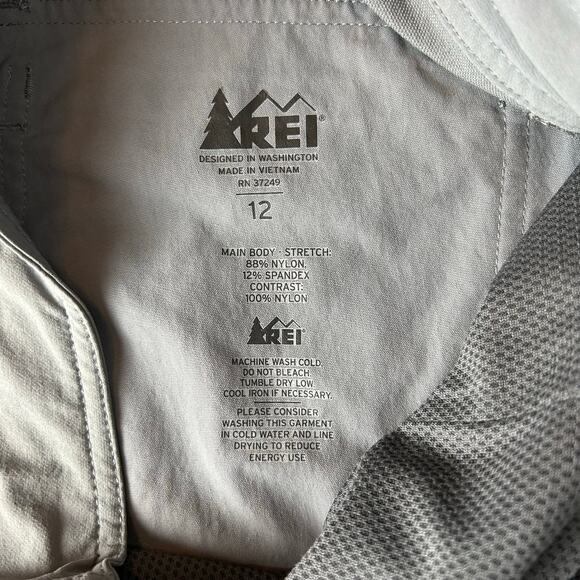 REI
DESIGNED IN WASHINGTON
MADE IN VIETNAM
RN 37249
12
MAIN BODY - STRETCH:
88% NYLON.
12% SPANDEX
CONTRAST:
100% NYLON
REI
MACHINE WASH COLD.
DO NOT BLEACH.
TUMBLE DRY LOW
COOL IRON IF NECESSARY.
PLEASE CONSIDER
WASHING THIS GARMENT
IN COLD WATER AND LINE
DRYING TO REDUCE
ENERGY USE